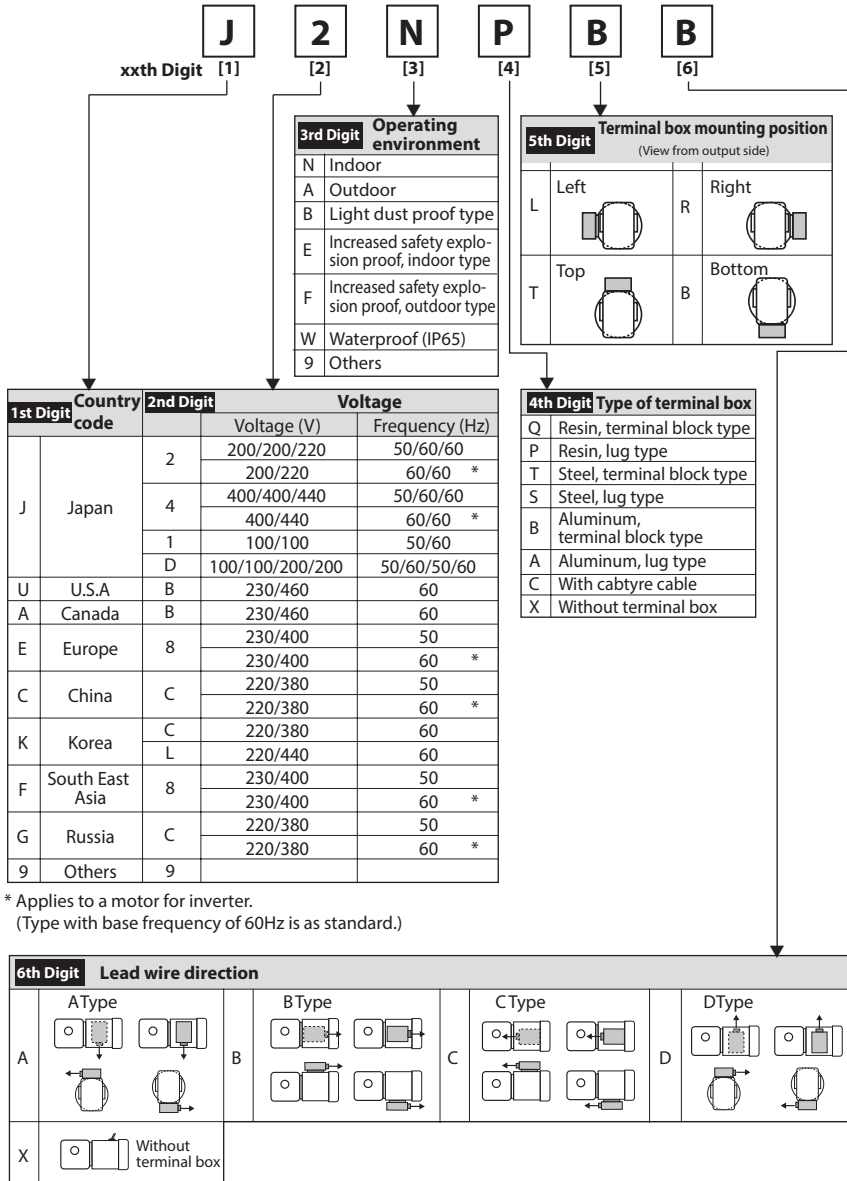 J 2 N P B B
xxth Digit [1] [2] [3] [4] [5] [6]
3rd Digit Operating environment
N Indoor
A Outdoor
B Light dust proof type
E Increased safety explo-
sion proof, indoor type
F Increased safety explo-
sion proof, outdoor type
W Waterproof (IP65)
9 Others
5th Digit Terminal box mounting position
(View from output side)
L Left R Right
T Top B Bottom
1st Digit Country code 2nd Digit Voltage
Voltage (V) Frequency (Hz)
J Japan 2 200/200/220 50/60/60
200/220 60/60 *
4 400/400/440 50/60/60
400/440 60/60 *
1 100/100 50/60
D 100/100/200/200 50/60/50/60
U U.S.A B 230/460 60
A Canada B 230/460 60
E Europe 8 230/400 50
230/400 60 *
C China C 220/380 50
220/380 60 *
K Korea C 220/380 60
L 220/440 60
F South East Asia 8 230/400 50
230/400 60 *
G Russia C 220/380 50
220/380 60 *
9 Others 9
4th Digit Type of terminal box
Q Resin, terminal block type
P Resin, lug type
T Steel, terminal block type
S Steel, lug type
B Aluminum,
terminal block type
A Aluminum, lug type
C With cabtyre cable
X Without terminal box
* Applies to a motor for inverter.
(Type with base frequency of 60Hz is as standard.)
6th Digit Lead wire direction
A A Type B B Type C C Type D D Type
X Without
terminal box